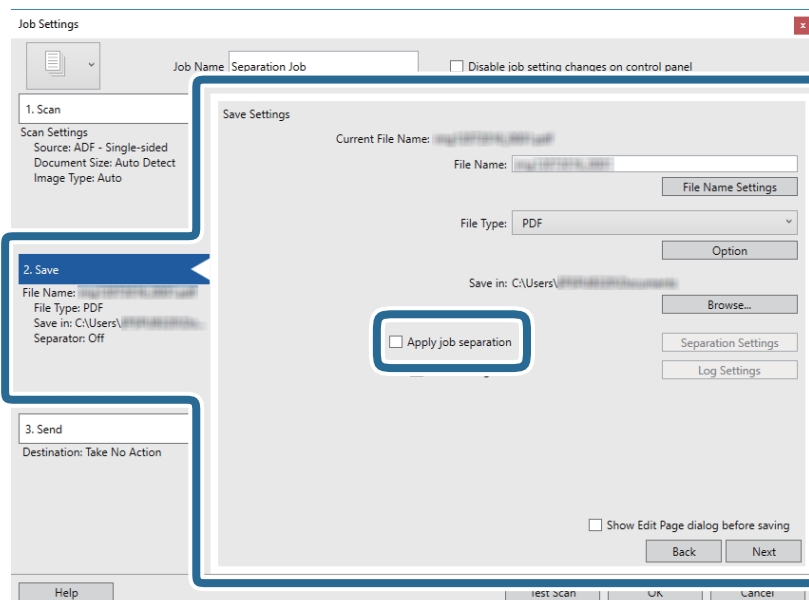 Job Settings
x
Job Name Separation Job
Disable job setting changes on control panel
1. Scan
Scan Settings
Source: ADF - Single-sided
Document Size: Auto Detect
Image Type: Auto
2. Save
File Name:
File Type: PDF
Save in: C:\Users\
Separator: Off
3. Send
Destination: Take No Action
Save Settings
Current File Name:
File Name:
File Name Settings
File Type: PDF
Option
Save in: C:\Users\
Browse...
Apply job separation
Separation Settings
Log Settings
Show Edit Page dialog before saving
Back Next
Help Test Scan OK Cancel